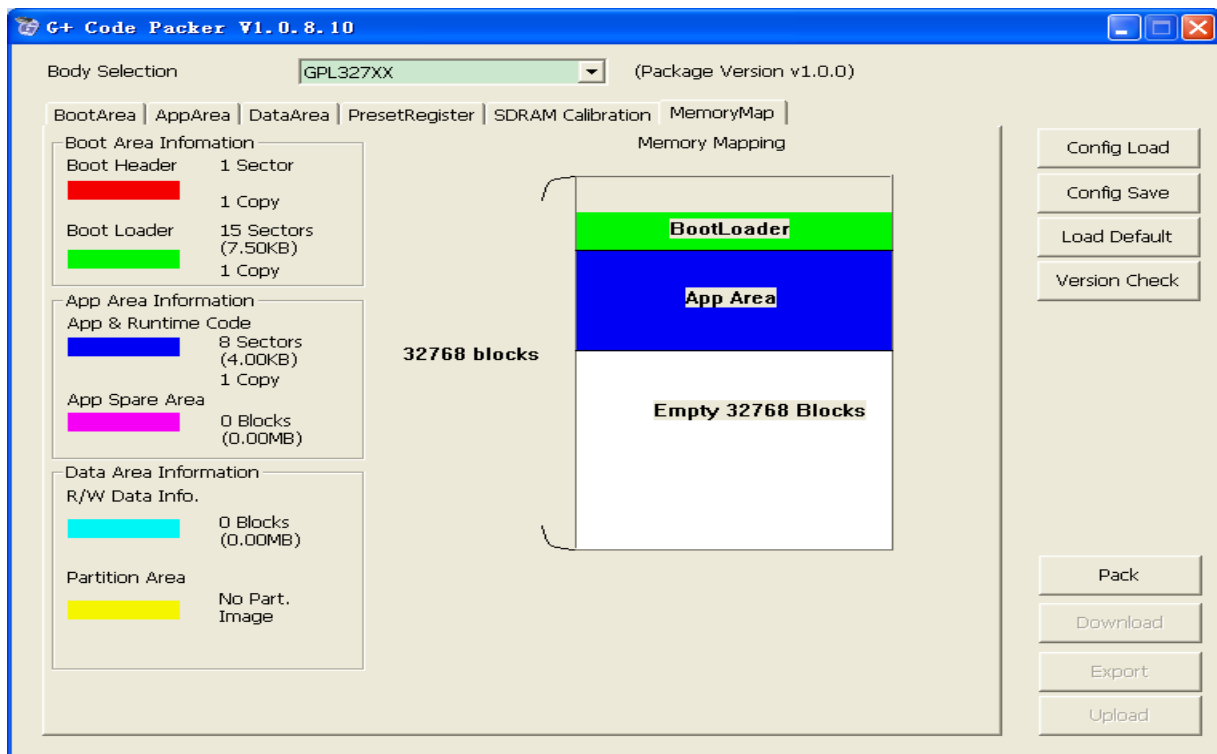 G+ Code Packer V1.0.8.10
Body Selection GPL327XX (Package Version v1.0.0)
BootArea AppArea DataArea PresetRegister SDRAM Calibration MemoryMap
Boot Area Infomation
Boot Header 1 Sector
1 Copy
Boot Loader 15 Sectors
(7.50KB)
1 Copy
App Area Information
App & Runtime Code
8 Sectors
(4.00KB)
1 Copy
App Spare Area
0 Blocks
(0.00MB)
Data Area Information
R/W Data Info.
0 Blocks
(0.00MB)
Partition Area
No Part.
Image
Memory Mapping
BootLoader
App Area
32768 blocks
Empty 32768 Blocks
Config Load
Config Save
Load Default
Version Check
Pack
Download
Export
Upload